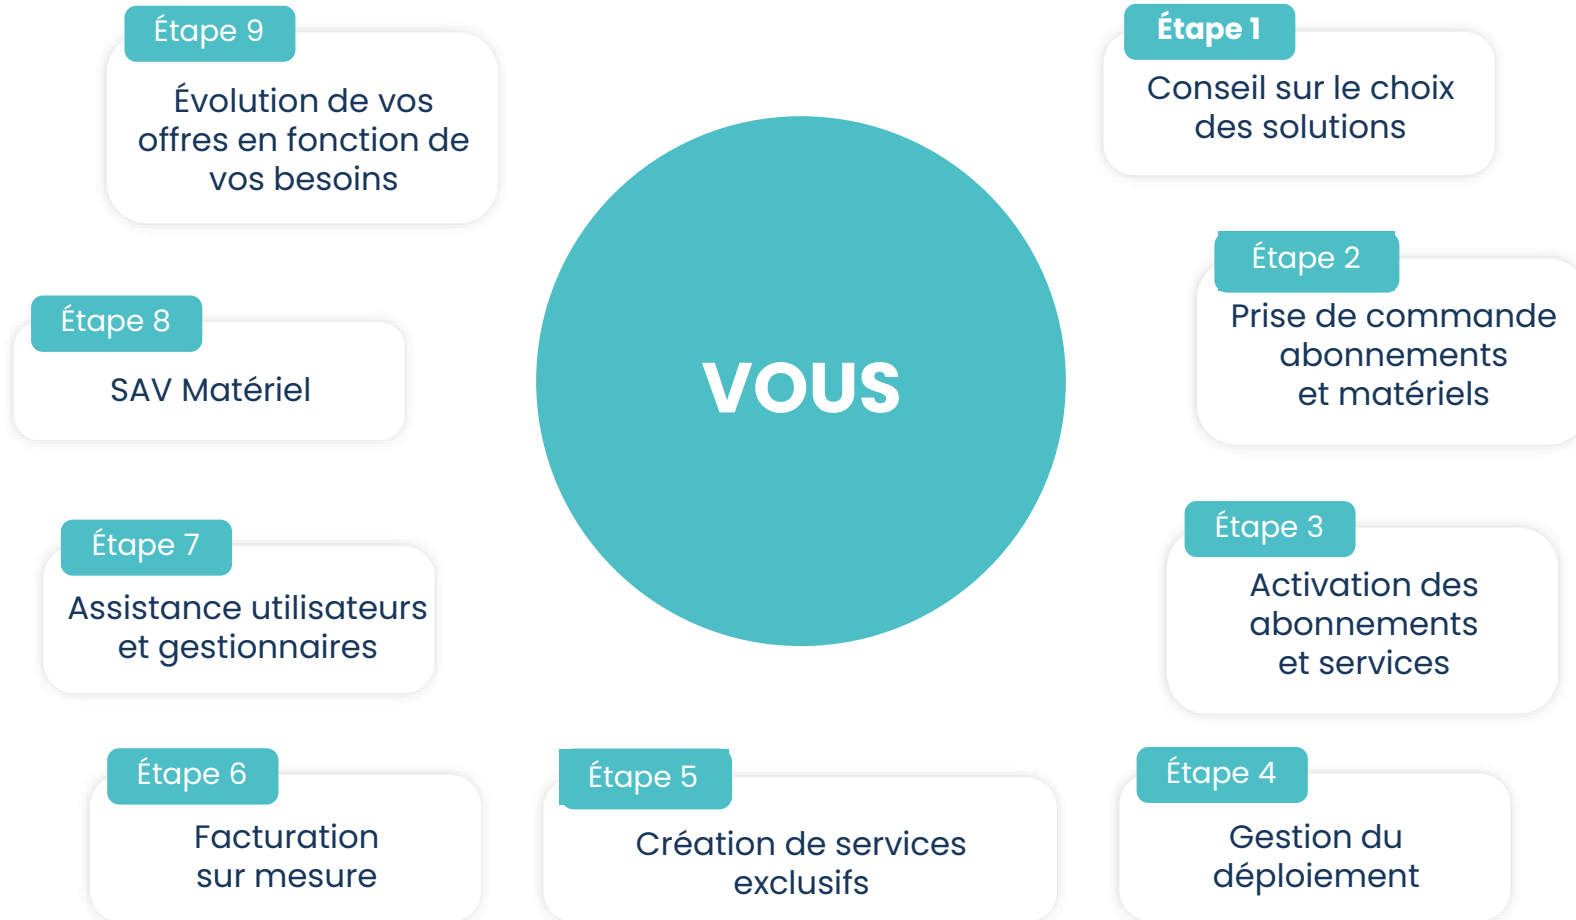 Étape 1
Conseil sur le choix
des solutions
Étape 2
Prise de commande
abonnements
et matériels
Étape 3
Activation des
abonnements
et services
Étape 4
Gestion du
déploiement
Étape 5
Création de services
exclusifs
Étape 6
Facturation
sur mesure
Étape 7
Assistance utilisateurs
et gestionnaires
Étape 8
SAV Matériel
Étape 9
Évolution de vos
offres en fonction de
vos besoins
VOUS